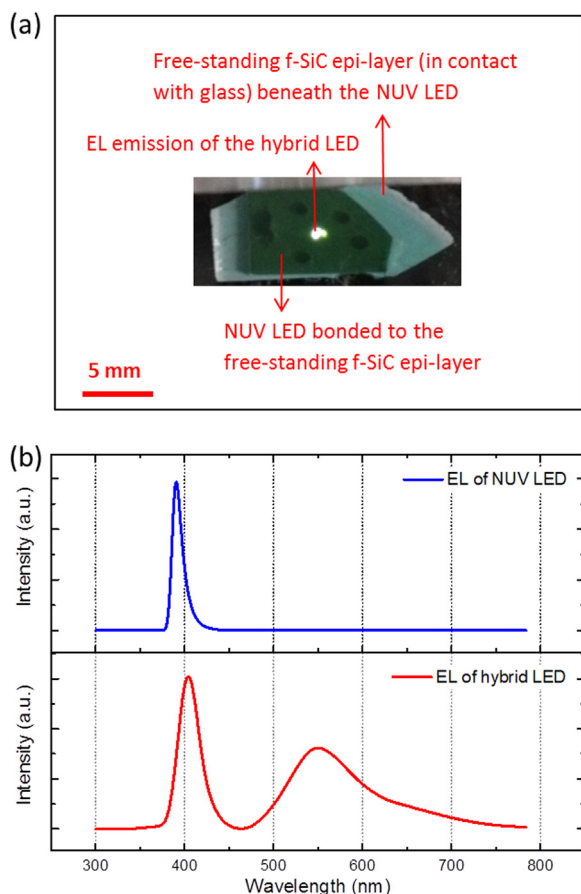 (a)
Free-standing f-SiC epi-layer (in contact
with glass) beneath the NUV LED
EL emission of the hybrid LED
NUV LED bonded to the
free-standing f-SiC epi-layer
5 mm
(b)
EL of NUV LED
Intensity (a.u.)
EL of hybrid LED
Intensity (a.u.)
300 400 500 600 700 800
Wavelength (nm)